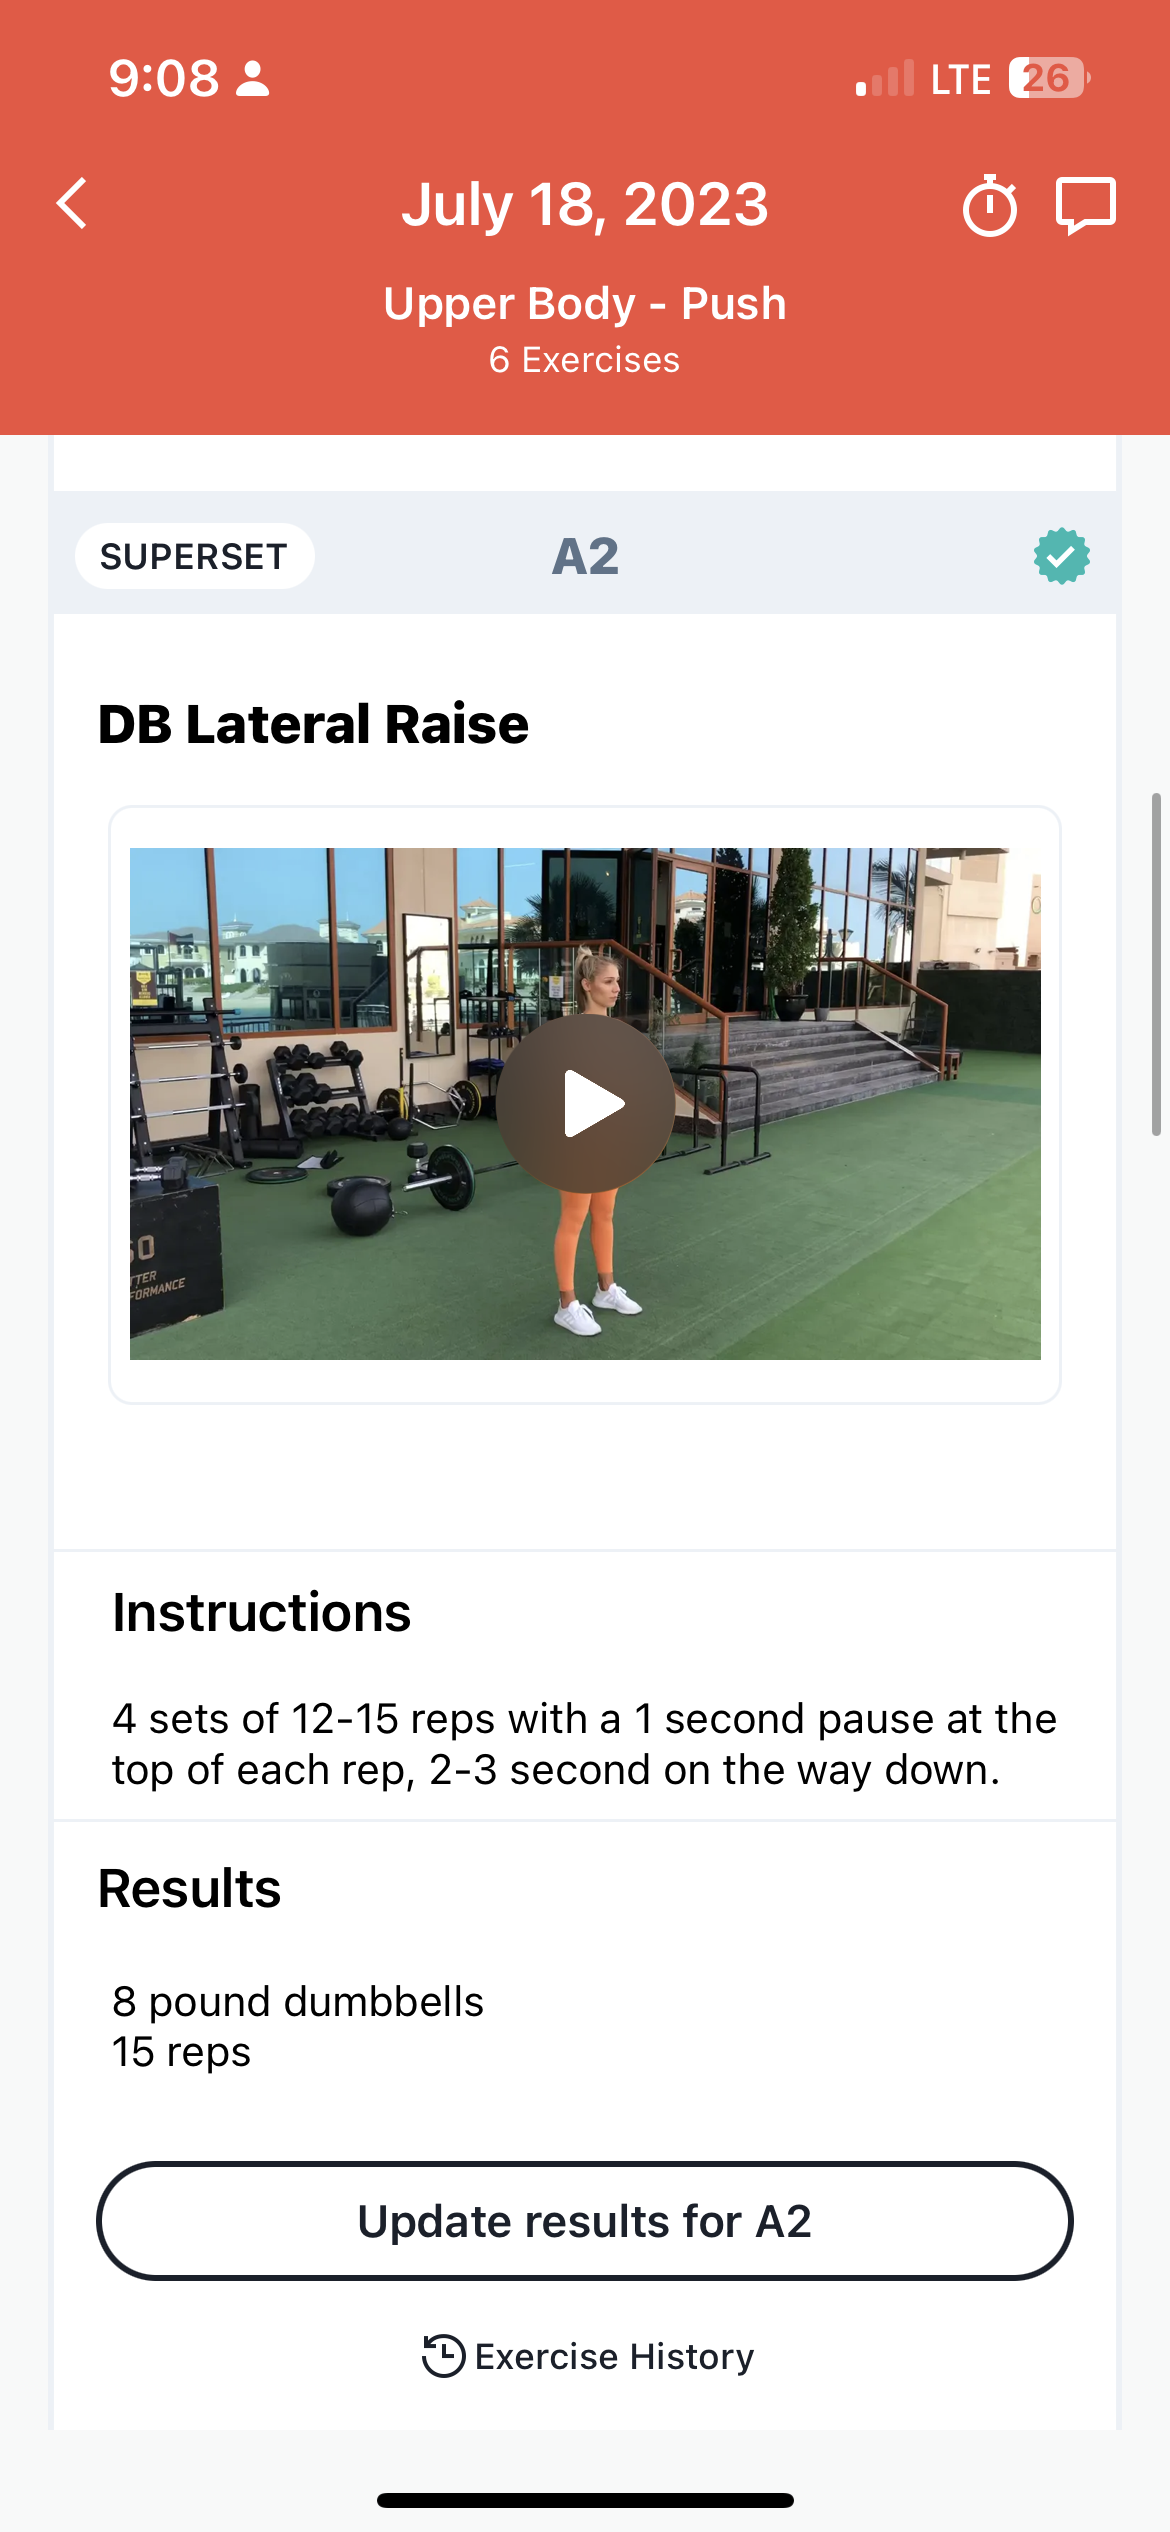 9:08
LTE 26
July 18, 2023
Upper Body - Push
6 Exercises
SUPERSET A2
DB Lateral Raise
Instructions
4 sets of 12-15 reps with a 1 second pause at the
top of each rep, 2-3 second on the way down.
Results
8 pound dumbbells
15 reps
Update results for A2
Exercise History